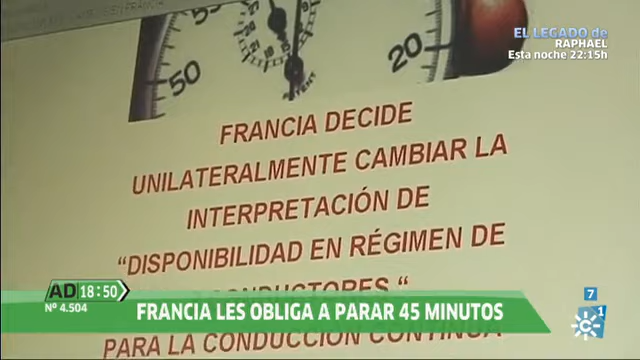 EL LEGADO de
RAPHAEL
Esta noche 22:15h
50
20
FRANCIA DECIDE
UNILATERALMENTE CAMBIAR LA
INTERPRETACIÓN DE
“DISPONIBILIDAD EN RÉGIMEN DE
CONDUCTORES “
PARA LA CONDUCCIÓN CONTINUA
AD 18:50
Nº 4.504
FRANCIA LES OBLIGA A PARAR 45 MINUTOS
7
1